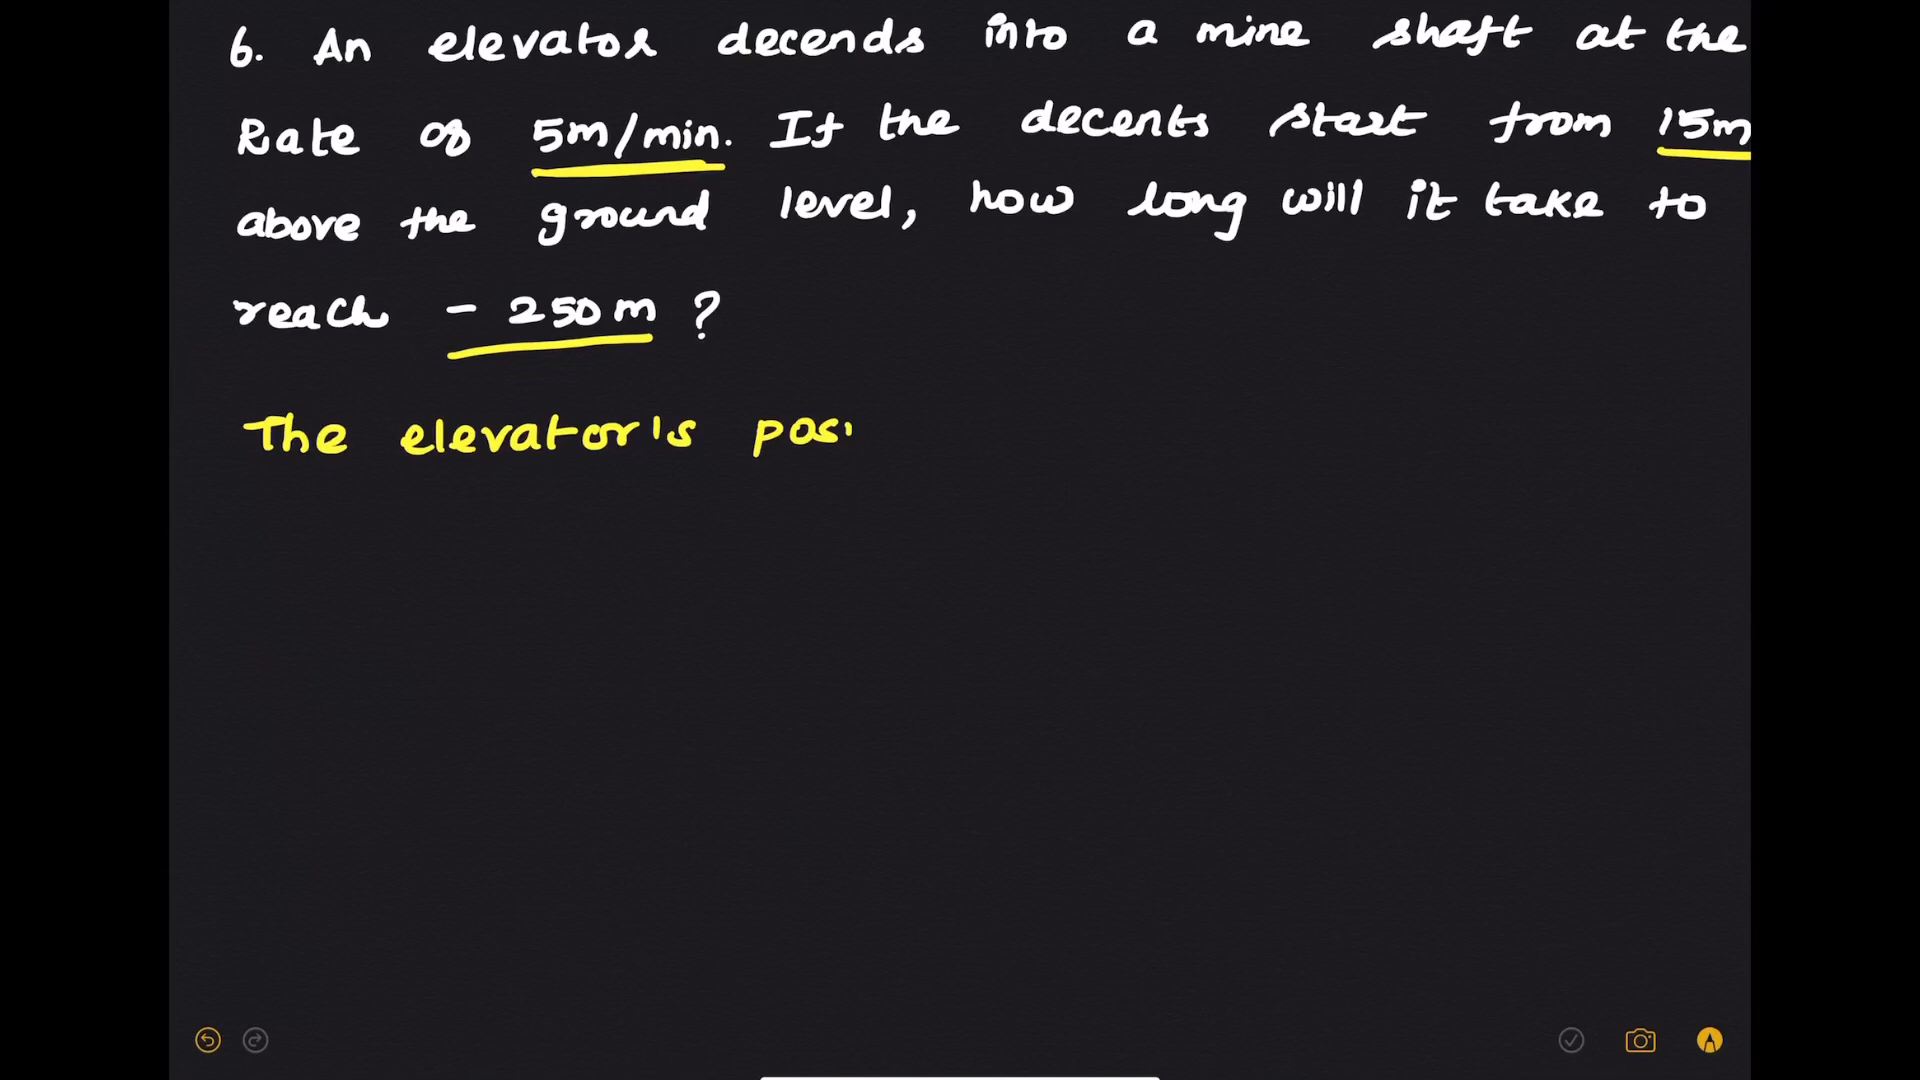 6. An elevator decends into a mine shaft at the
Rate of 5m/min. If the decents start from 15m
above the ground level, how long will it take to
reach - 250m ?
The elevator's posi